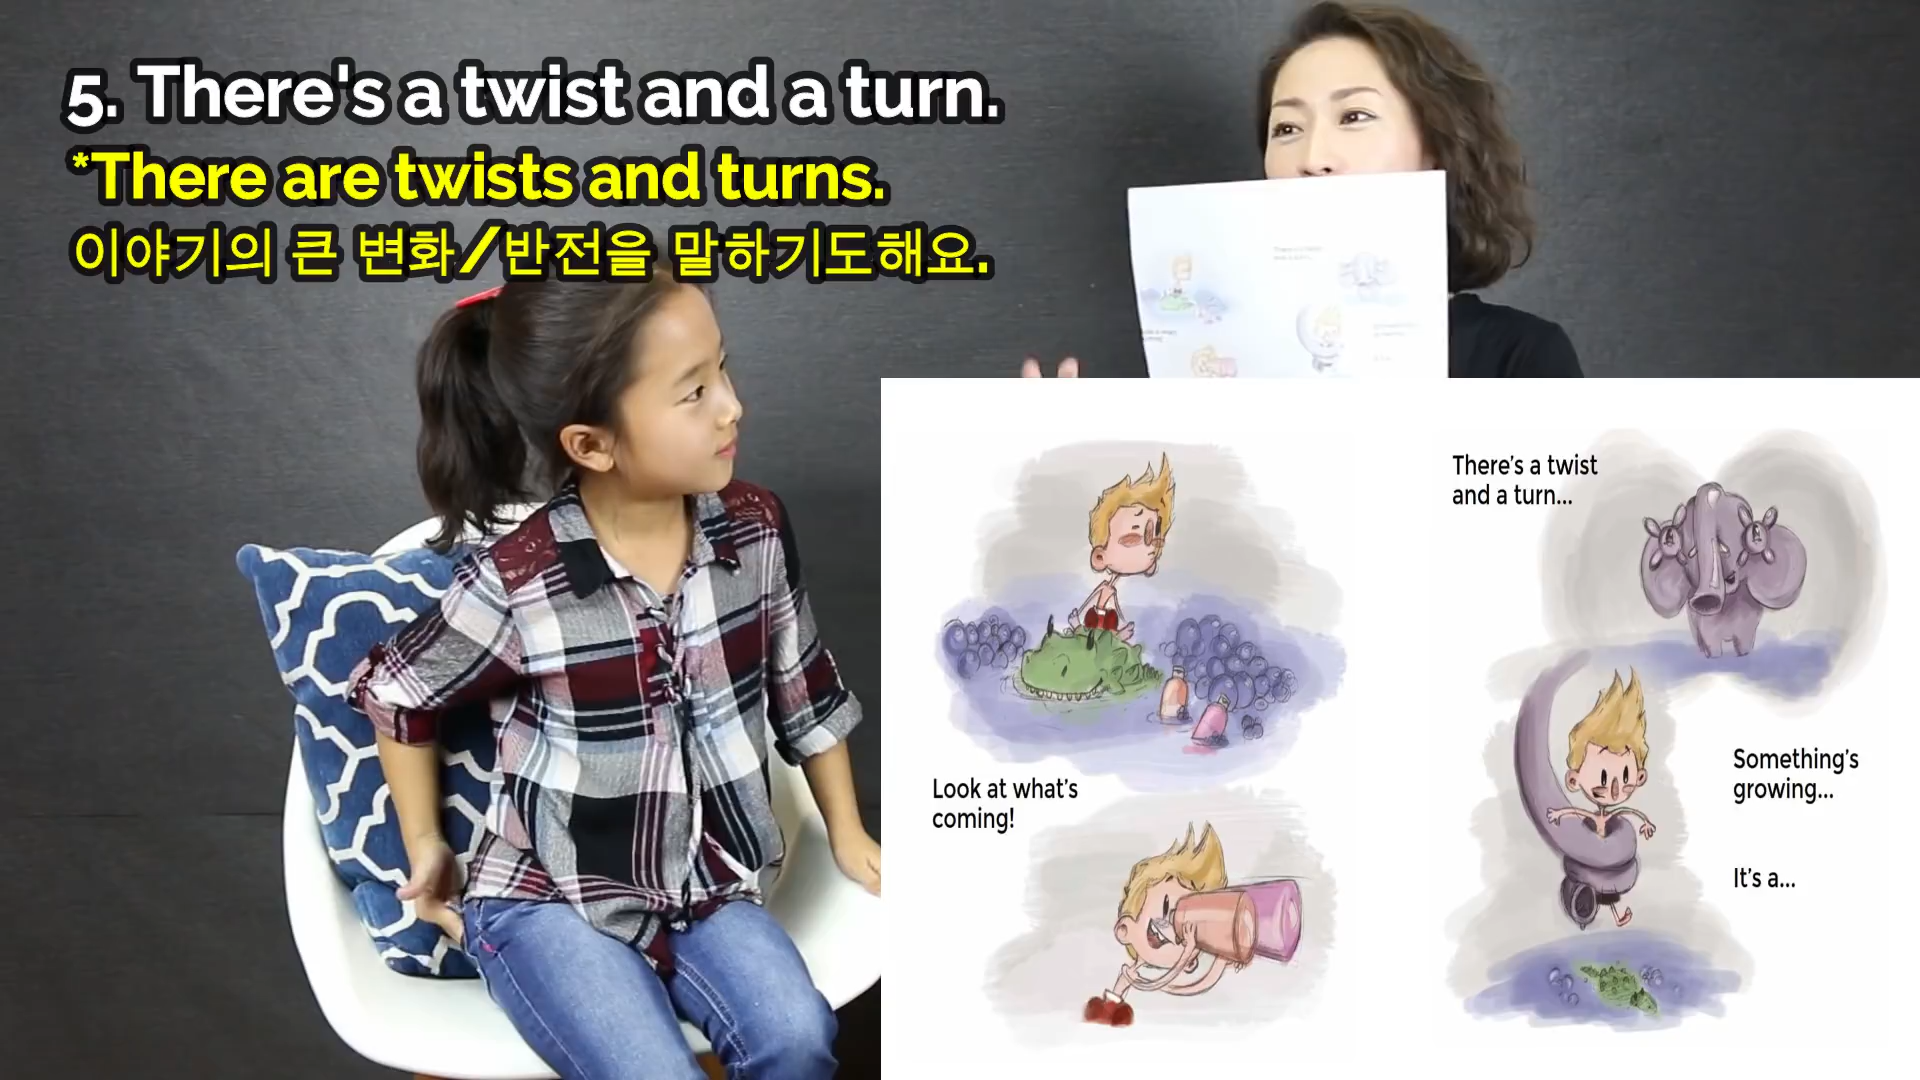 5. There's a twist and a turn.
*There are twists and turns.
이야기의 큰 변화/반전을 말하기도해요.
Look at what's
coming!
There's a twist
and a turn...
Something's
growing...
It's a...